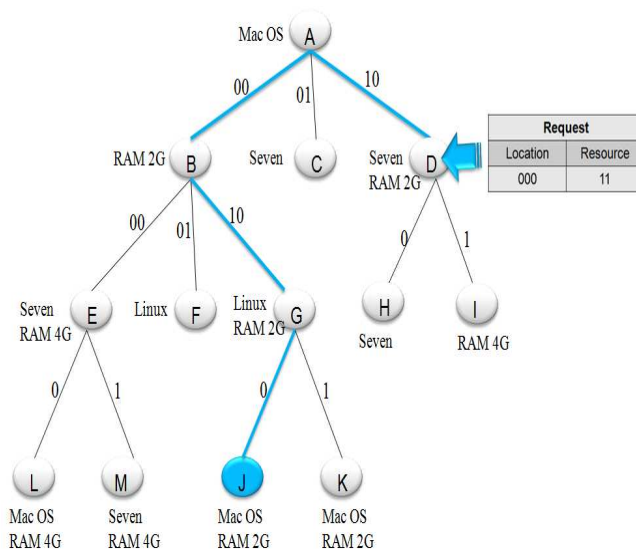 Mac OS A
00 01 10
RAM 2G B
Seven C
Seven
RAM 2G D
Request
Location Resource
000 11
00 01 10
0 1
Seven
RAM 4G E
Linux F
Linux
RAM 2G G
H
Seven
I
RAM 4G
0 1
0 1
L
Mac OS
RAM 4G
M
Seven
RAM 4G
J
Mac OS
RAM 2G
K
Mac OS
RAM 2G